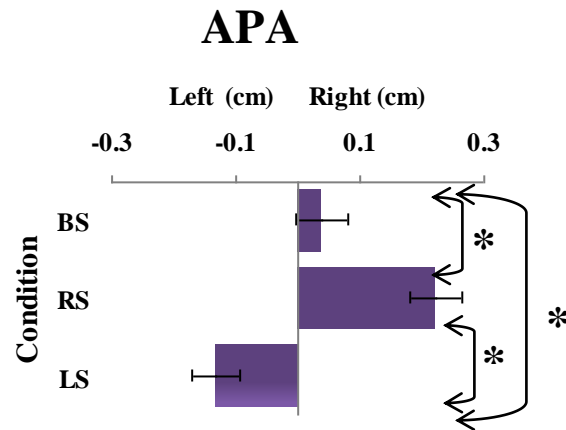 APA
Left (cm) Right (cm)
-0.3 -0.1 0.1 0.3
Condition
BS
RS
LS
*
*
*